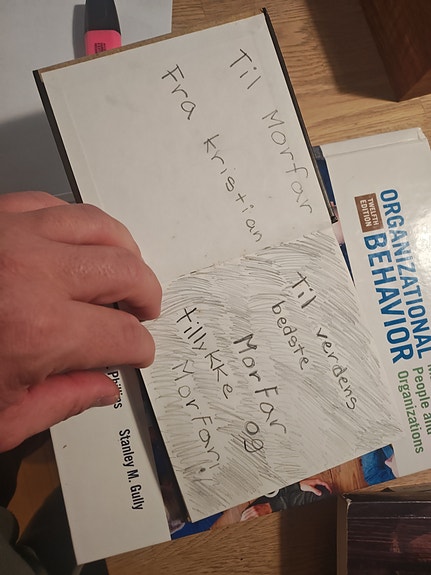 Til Morfar
Fra Kristian
Til verdens
bedste
MorFar og
tillyKKe
MorFar!
ORGANIZATIONAL
BEHAVIOR
TWELFTH
EDITION
People and
Organizations
Phillips
Stanley M. Gully